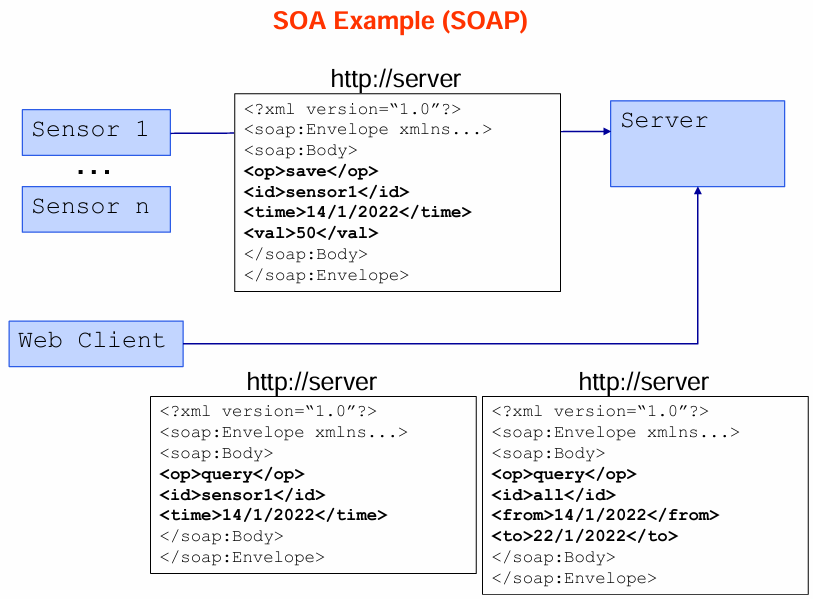 SOA Example (SOAP)
http://server
Sensor 1
...
Sensor n
<?xml version=“1.0”?>
<soap:Envelope xmlns...>
<soap:Body>
<op>save</op>
<id>sensor1</id>
<time>14/1/2022</time>
<val>50</val>
</soap:Body>
</soap:Envelope>
Server
Web Client
http://server
<?xml version=“1.0”?>
<soap:Envelope xmlns...>
<soap:Body>
<op>query</op>
<id>sensor1</id>
<time>14/1/2022</time>
</soap:Body>
</soap:Envelope>
http://server
<?xml version=“1.0”?>
<soap:Envelope xmlns...>
<soap:Body>
<op>query</op>
<id>all</id>
<from>14/1/2022</from>
<to>22/1/2022</to>
</soap:Body>
</soap:Envelope>